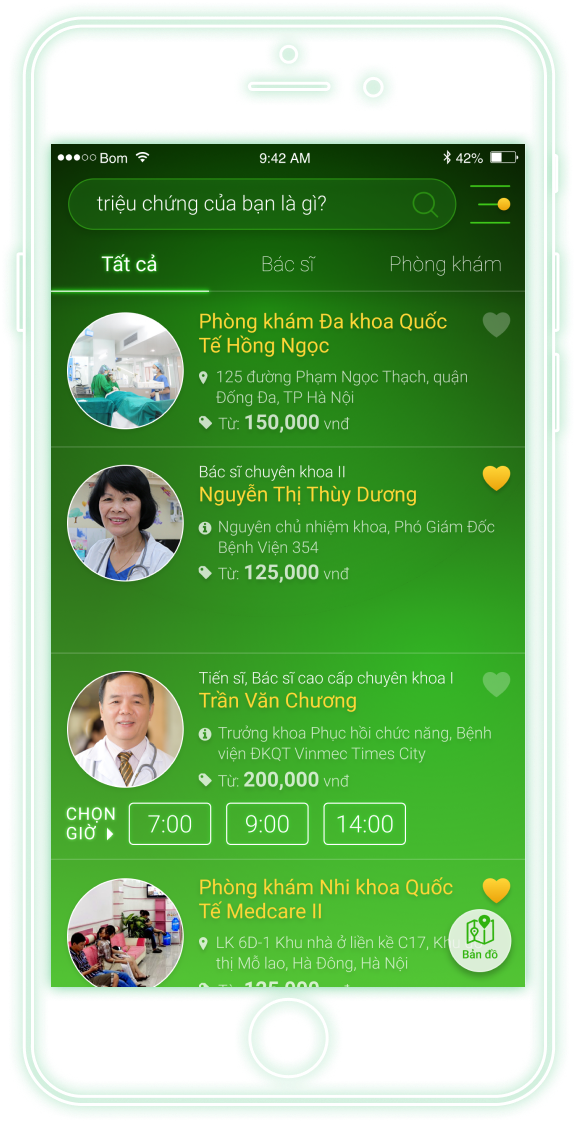 Bom 9:42 AM 42%
triệu chứng của bạn là gì?
Tất cả Bác sĩ Phòng khám
Phòng khám Đa khoa Quốc
Tế Hồng Ngọc
125 đường Phạm Ngọc Thạch, quận
Đống Đa, TP Hà Nội
Từ: 150,000 vnđ
Bác sĩ chuyên khoa II
Nguyễn Thị Thùy Dương
Nguyên chủ nhiệm khoa, Phó Giám Đốc
Bệnh Viện 354
Từ: 125,000 vnđ
Tiến sĩ, Bác sĩ cao cấp chuyên khoa I
Trần Văn Chương
Trưởng khoa Phục hồi chức năng, Bệnh
viện ĐKQT Vinmec Times City
Từ: 200,000 vnđ
CHỌN
GIỜ 7:00 9:00 14:00
Phòng khám Nhi khoa Quốc
Tế Medcare II
LK 6D-1 Khu nhà ở liền kề C17, Khu
thị Mỗ lao, Hà Đông, Hà Nội
Bản đồ
Từ: 125,000 vnđ